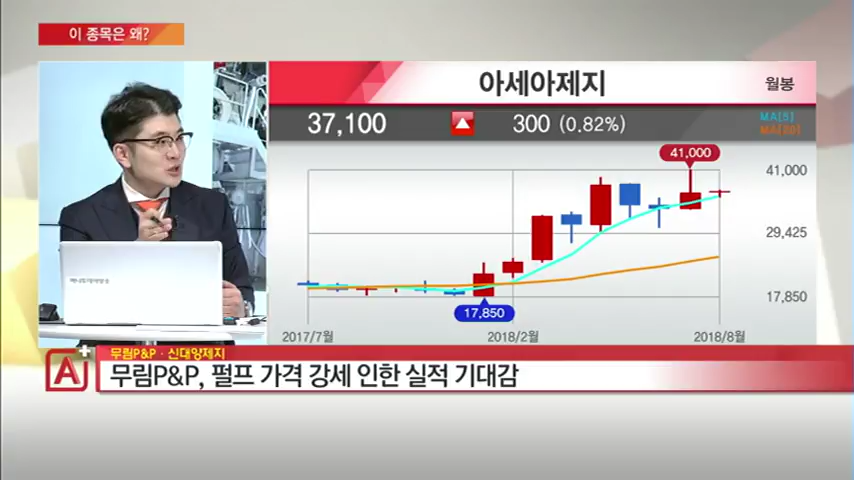 이 종목은 왜?
아세아제지
월봉
37,100 300 (0.82%)
MA[5]
41,000
41,000
29,425
17,850
17,850
2017/7월 2018/2월 2018/8월
A+
무림P&P · 신대양제지
무림P&P, 펄프 가격 강세 인한 실적 기대감